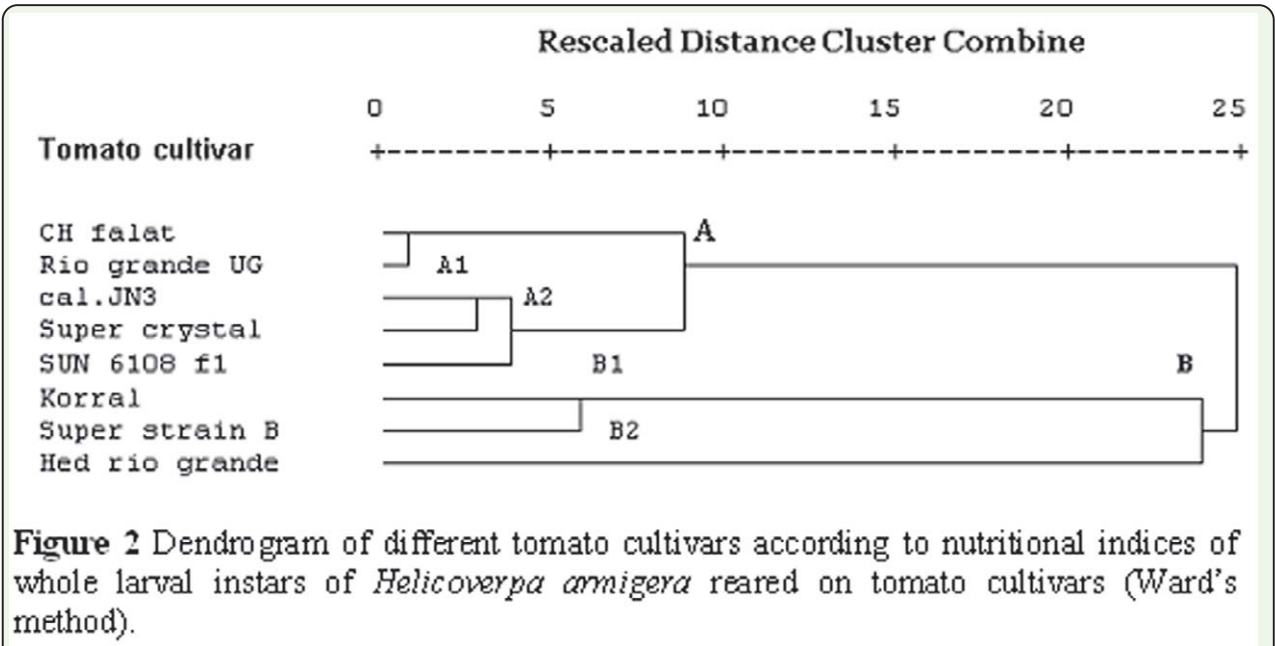 Rescaled Distance Cluster Combine
0 5 10 15 20 25
Tomato cultivar +---------+---------+---------+---------+---------+
CH falat A
Rio grande UG A1
cal.JN3 A2
Super crystal
SUN 6108 f1 B1 B
Korral
Super strain B B2
Hed rio grande
Figure 2 Dendrogram of different tomato cultivars according to nutritional indices of
whole larval instars of Helicoverpa armigera reared on tomato cultivars (Ward's
method).